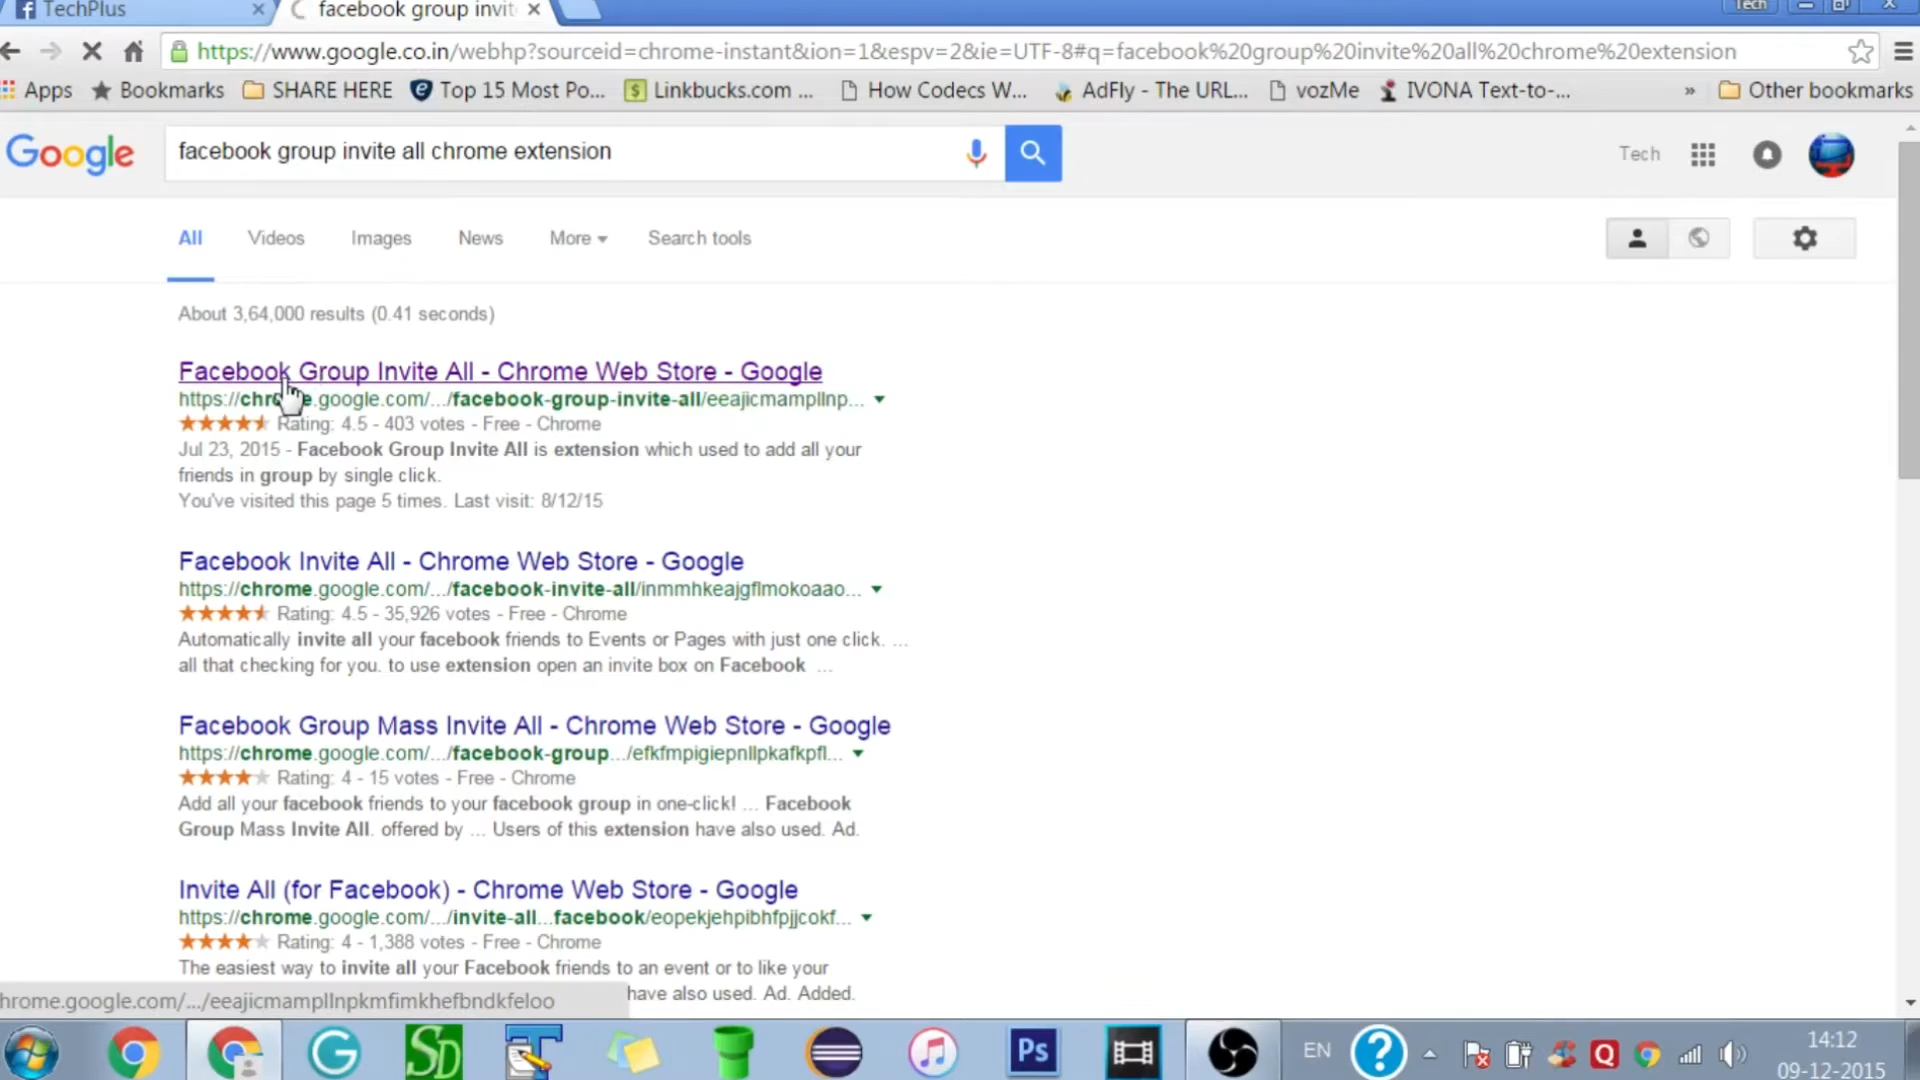 TechPlus
facebook group invit
Tech
https://www.google.co.in/webhp?sourceid=chrome-instant&ion=1&espv=2&ie=UTF-8#q=facebook%20group%20invite%20all%20chrome%20extension
Apps Bookmarks SHARE HERE Top 15 Most Po... Linkbucks.com ... How Codecs W... AdFly - The URL... vozMe IVONA Text-to-... » Other bookmarks
Google
facebook group invite all chrome extension
Tech
All Videos Images News More Search tools
About 3,64,000 results (0.41 seconds)
Facebook Group Invite All - Chrome Web Store - Google
https://chrome.google.com/.../facebook-group-invite-all/eeajicmampllnp...
Rating: 4.5 - 403 votes - Free - Chrome
Jul 23, 2015 - Facebook Group Invite All is extension which used to add all your
friends in group by single click.
You've visited this page 5 times. Last visit: 8/12/15
Facebook Invite All - Chrome Web Store - Google
https://chrome.google.com/.../facebook-invite-all/inmmhkeajgflmokoaao...
Rating: 4.5 - 35,926 votes - Free - Chrome
Automatically invite all your facebook friends to Events or Pages with just one click. ...
all that checking for you. to use extension open an invite box on Facebook ...
Facebook Group Mass Invite All - Chrome Web Store - Google
https://chrome.google.com/.../facebook-group.../efkfmpigiepnllpkafkpfl...
Rating: 4 - 15 votes - Free - Chrome
Add all your facebook friends to your facebook group in one-click! ... Facebook
Group Mass Invite All. offered by ... Users of this extension have also used. Ad.
Invite All (for Facebook) - Chrome Web Store - Google
https://chrome.google.com/.../invite-all...facebook/eopekjehpibhfpjjcokf...
Rating: 4 - 1,388 votes - Free - Chrome
The easiest way to invite all your Facebook friends to an event or to like your
have also used. Ad. Added.
hrome.google.com/.../eeajicmampllnpkmfimkhefbndkfeloo
SD
Ps
EN
14:12
09-12-2015